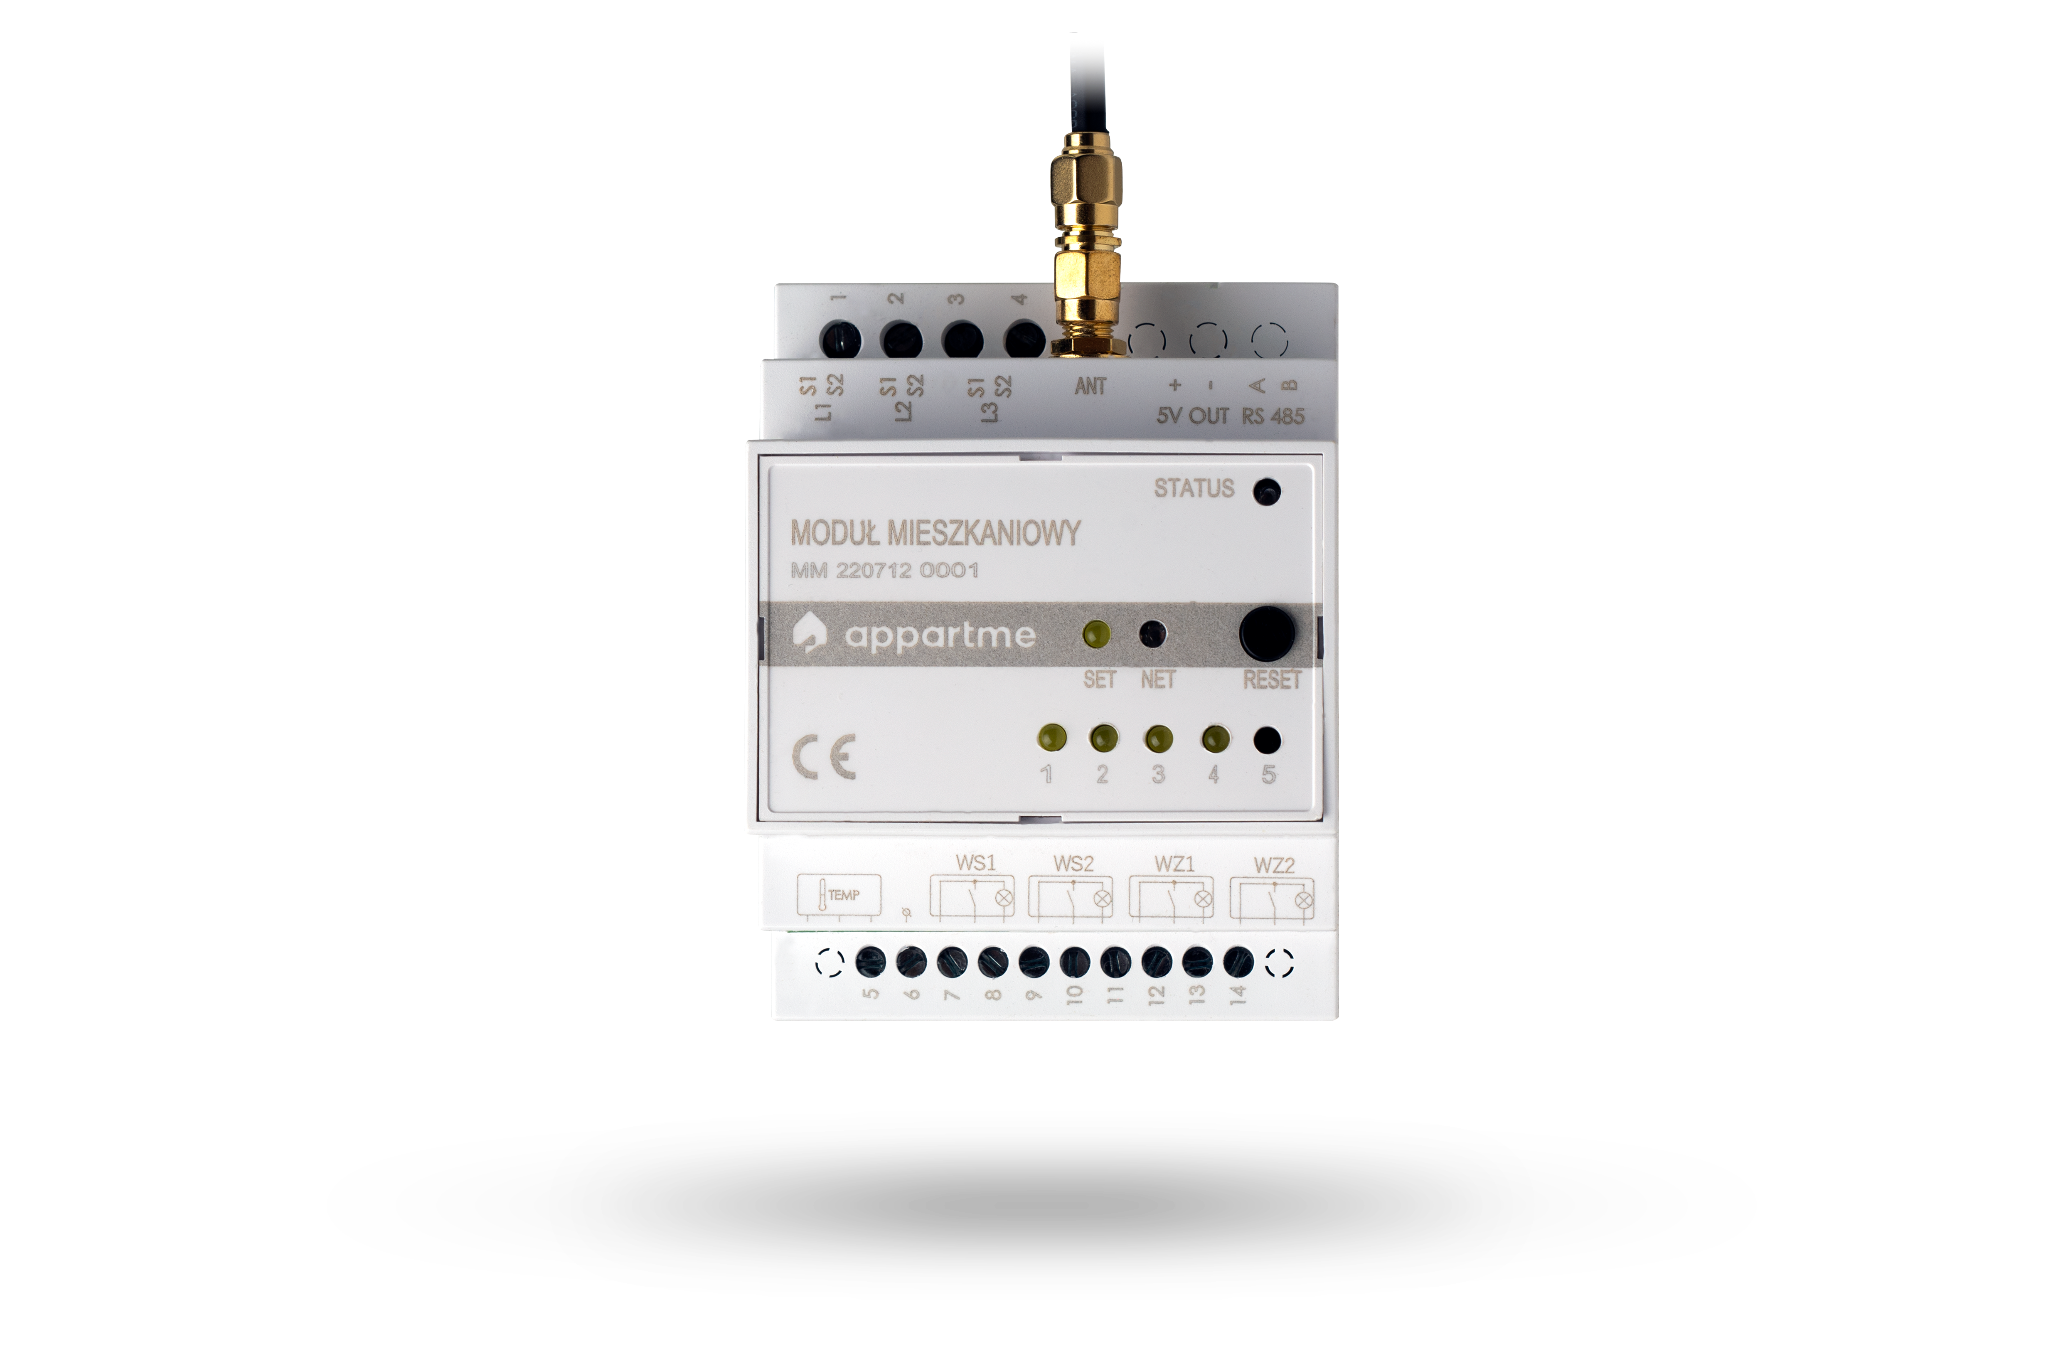 1 2 3 4
S1 S2 S1 S2 S1 S2 ANT + - A B
L1 L2 L3 5V OUT RS 485
STATUS
MODUŁ MIESZKANIOWY
MM 220712 0001
appartme
SET NET RESET
CE
1 2 3 4 5
WS1 WS2 WZ1 WZ2
TEMP
5 6 7 8 9 10 11 12 13 14